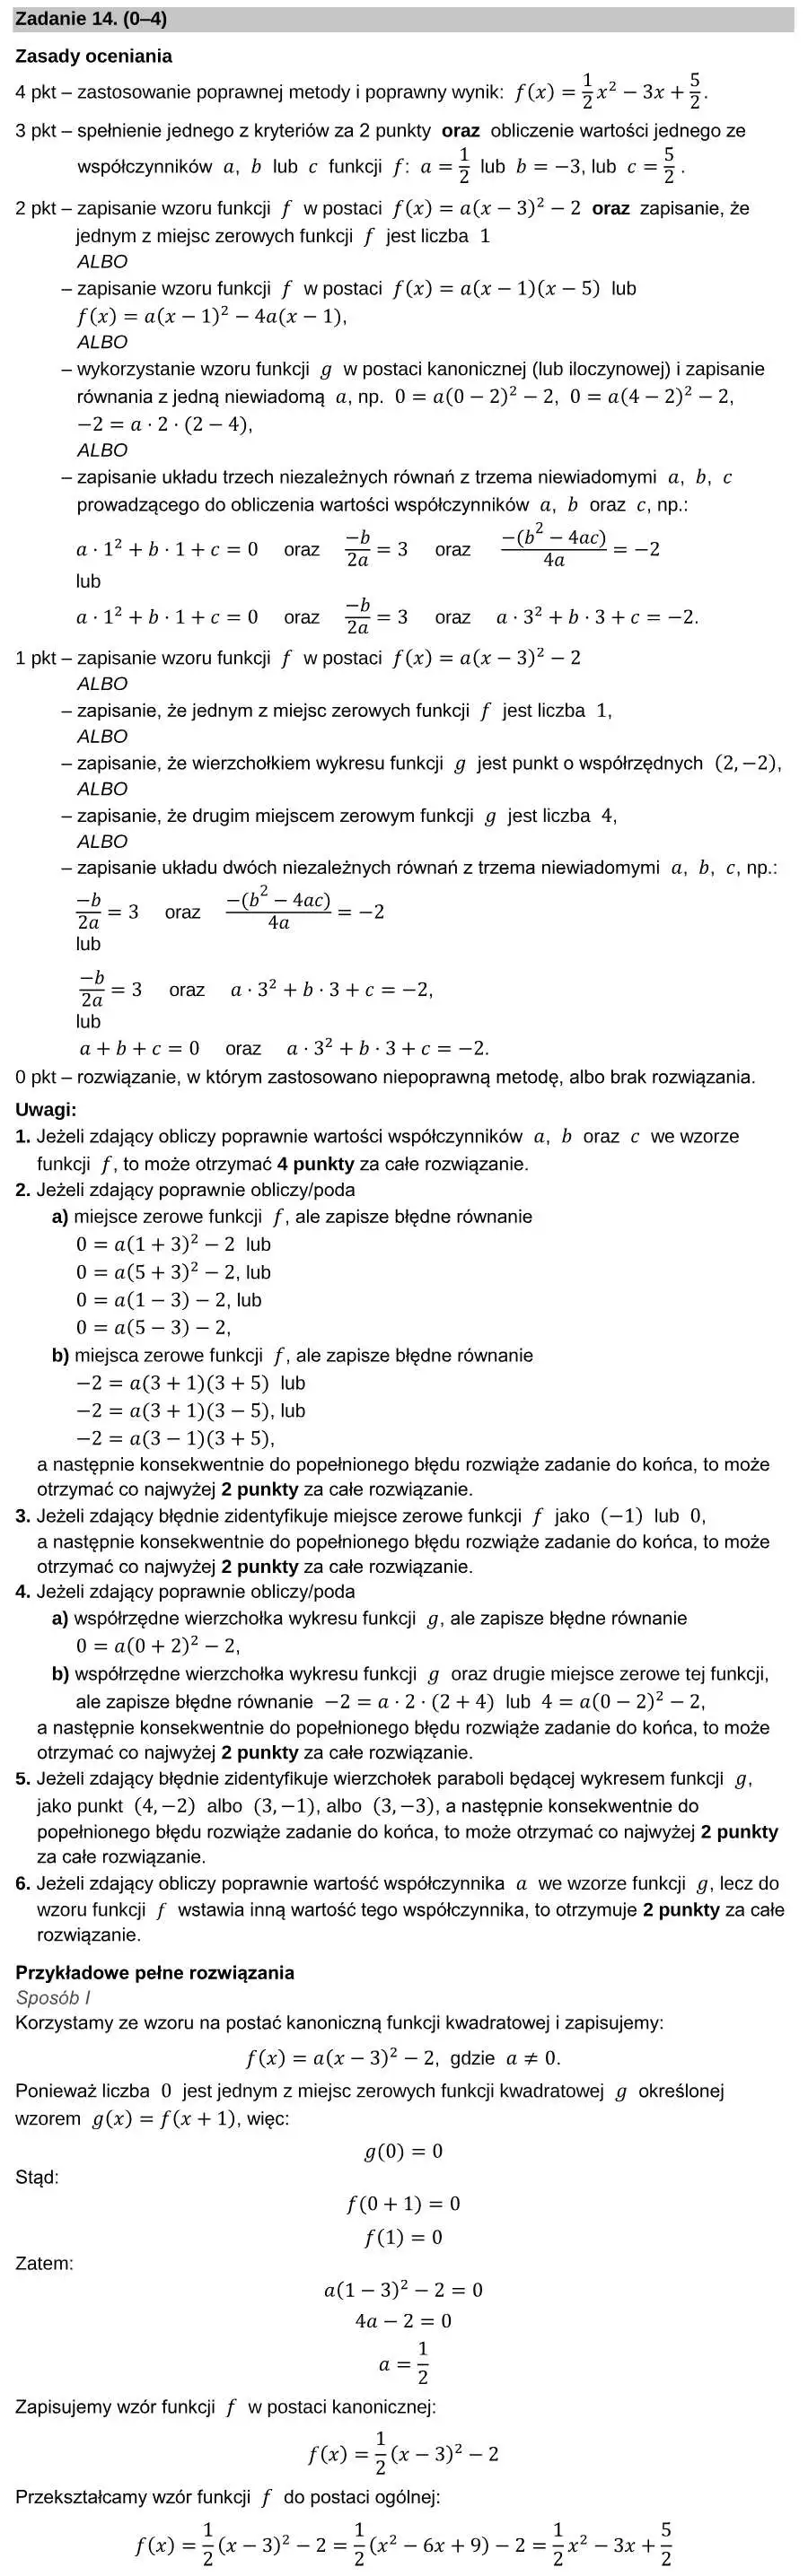 Zadanie 14. (0–4)
Zasady oceniania
4 pkt – zastosowanie poprawnej metody i poprawny wynik: f(x) = 1/2 x² − 3x + 5/2.
3 pkt – spełnienie jednego z kryteriów za 2 punkty oraz obliczenie wartości jednego ze
współczynników a, b lub c funkcji f: a = 1/2 lub b = −3, lub c = 5/2.
2 pkt – zapisanie wzoru funkcji f w postaci f(x) = a(x − 3)² − 2 oraz zapisanie, że
jednym z miejsc zerowych funkcji f jest liczba 1
ALBO
– zapisanie wzoru funkcji f w postaci f(x) = a(x − 1)(x − 5) lub
f(x) = a(x − 1)² − 4a(x − 1),
ALBO
– wykorzystanie wzoru funkcji g w postaci kanonicznej (lub iloczynowej) i zapisanie
równania z jedną niewiadomą a, np. 0 = a(0 − 2)² − 2, 0 = a(4 − 2)² − 2,
−2 = a · 2 · (2 − 4),
ALBO
– zapisanie układu trzech niezależnych równań z trzema niewiadomymi a, b, c
prowadzącego do obliczenia wartości współczynników a, b oraz c, np.:
a · 1² + b · 1 + c = 0 oraz −b/2a = 3 oraz −(b² − 4ac)/4a = −2
lub
a · 1² + b · 1 + c = 0 oraz −b/2a = 3 oraz a · 3² + b · 3 + c = −2.
1 pkt – zapisanie wzoru funkcji f w postaci f(x) = a(x − 3)² − 2
ALBO
– zapisanie, że jednym z miejsc zerowych funkcji f jest liczba 1,
ALBO
– zapisanie, że wierzchołkiem wykresu funkcji g jest punkt o współrzędnych (2, −2),
ALBO
– zapisanie, że drugim miejscem zerowym funkcji g jest liczba 4,
ALBO
– zapisanie układu dwóch niezależnych równań z trzema niewiadomymi a, b, c, np.:
−b/2a = 3 oraz −(b² − 4ac)/4a = −2
lub
−b/2a = 3 oraz a · 3² + b · 3 + c = −2,
lub
a + b + c = 0 oraz a · 3² + b · 3 + c = −2.
0 pkt – rozwiązanie, w którym zastosowano niepoprawną metodę, albo brak rozwiązania.
Uwagi:
1. Jeżeli zdający obliczy poprawnie wartości współczynników a, b oraz c we wzorze
funkcji f, to może otrzymać 4 punkty za całe rozwiązanie.
2. Jeżeli zdający poprawnie obliczy/poda
a) miejsce zerowe funkcji f, ale zapisze błędne równanie
0 = a(1 + 3)² − 2 lub
0 = a(5 + 3)² − 2, lub
0 = a(1 − 3) − 2, lub
0 = a(5 − 3) − 2,
b) miejsca zerowe funkcji f, ale zapisze błędne równanie
−2 = a(3 + 1)(3 + 5) lub
−2 = a(3 + 1)(3 − 5), lub
−2 = a(3 − 1)(3 + 5),
a następnie konsekwentnie do popełnionego błędu rozwiąże zadanie do końca, to może
otrzymać co najwyżej 2 punkty za całe rozwiązanie.
3. Jeżeli zdający błędnie zidentyfikuje miejsce zerowe funkcji f jako (−1) lub 0,
a następnie konsekwentnie do popełnionego błędu rozwiąże zadanie do końca, to może
otrzymać co najwyżej 2 punkty za całe rozwiązanie.
4. Jeżeli zdający poprawnie obliczy/poda
a) współrzędne wierzchołka wykresu funkcji g, ale zapisze błędne równanie
0 = a(0 + 2)² − 2,
b) współrzędne wierzchołka wykresu funkcji g oraz drugie miejsce zerowe tej funkcji,
ale zapisze błędne równanie −2 = a · 2 · (2 + 4) lub 4 = a(0 − 2)² − 2,
a następnie konsekwentnie do popełnionego błędu rozwiąże zadanie do końca, to może
otrzymać co najwyżej 2 punkty za całe rozwiązanie.
5. Jeżeli zdający błędnie zidentyfikuje wierzchołek paraboli będącej wykresem funkcji g,
jako punkt (4, −2) albo (3, −1), albo (3, −3), a następnie konsekwentnie do
popełnionego błędu rozwiąże zadanie do końca, to może otrzymać co najwyżej 2 punkty
za całe rozwiązanie.
6. Jeżeli zdający obliczy poprawnie wartość współczynnika a we wzorze funkcji g, lecz do
wzoru funkcji f wstawia inną wartość tego współczynnika, to otrzymuje 2 punkty za całe
rozwiązanie.
Przykładowe pełne rozwiązania
Sposób I
Korzystamy ze wzoru na postać kanoniczną funkcji kwadratowej i zapisujemy:
f(x) = a(x − 3)² − 2, gdzie a ≠ 0.
Ponieważ liczba 0 jest jednym z miejsc zerowych funkcji kwadratowej g określonej
wzorem g(x) = f(x + 1), więc:
g(0) = 0
Stąd:
f(0 + 1) = 0
f(1) = 0
Zatem:
a(1 − 3)² − 2 = 0
4a − 2 = 0
a = 1/2
Zapisujemy wzór funkcji f w postaci kanonicznej:
f(x) = 1/2 (x − 3)² − 2
Przekształcamy wzór funkcji f do postaci ogólnej:
f(x) = 1/2 (x − 3)² − 2 = 1/2 (x² − 6x + 9) − 2 = 1/2 x² − 3x + 5/2